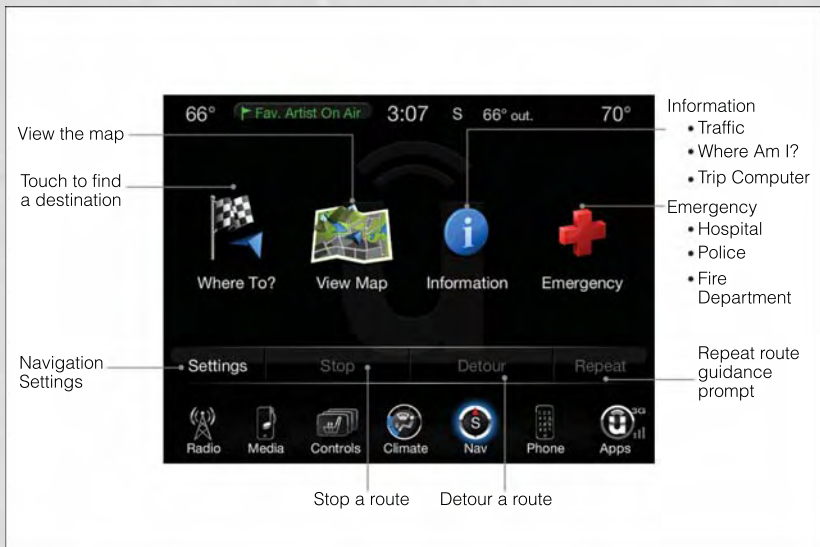 66°
Fav. Artist On Air
3:07
S
66° out.
70°
View the map
Touch to find
a destination
Information
• Traffic
• Where Am I?
• Trip Computer
Emergency
• Hospital
• Police
• Fire
Department
Where To?
View Map
Information
Emergency
Navigation
Settings
Settings
Stop
Detour
Repeat
Repeat route
guidance
prompt
S
3G
Radio
Media
Controls
Climate
Nav
Phone
Apps
Stop a route
Detour a route